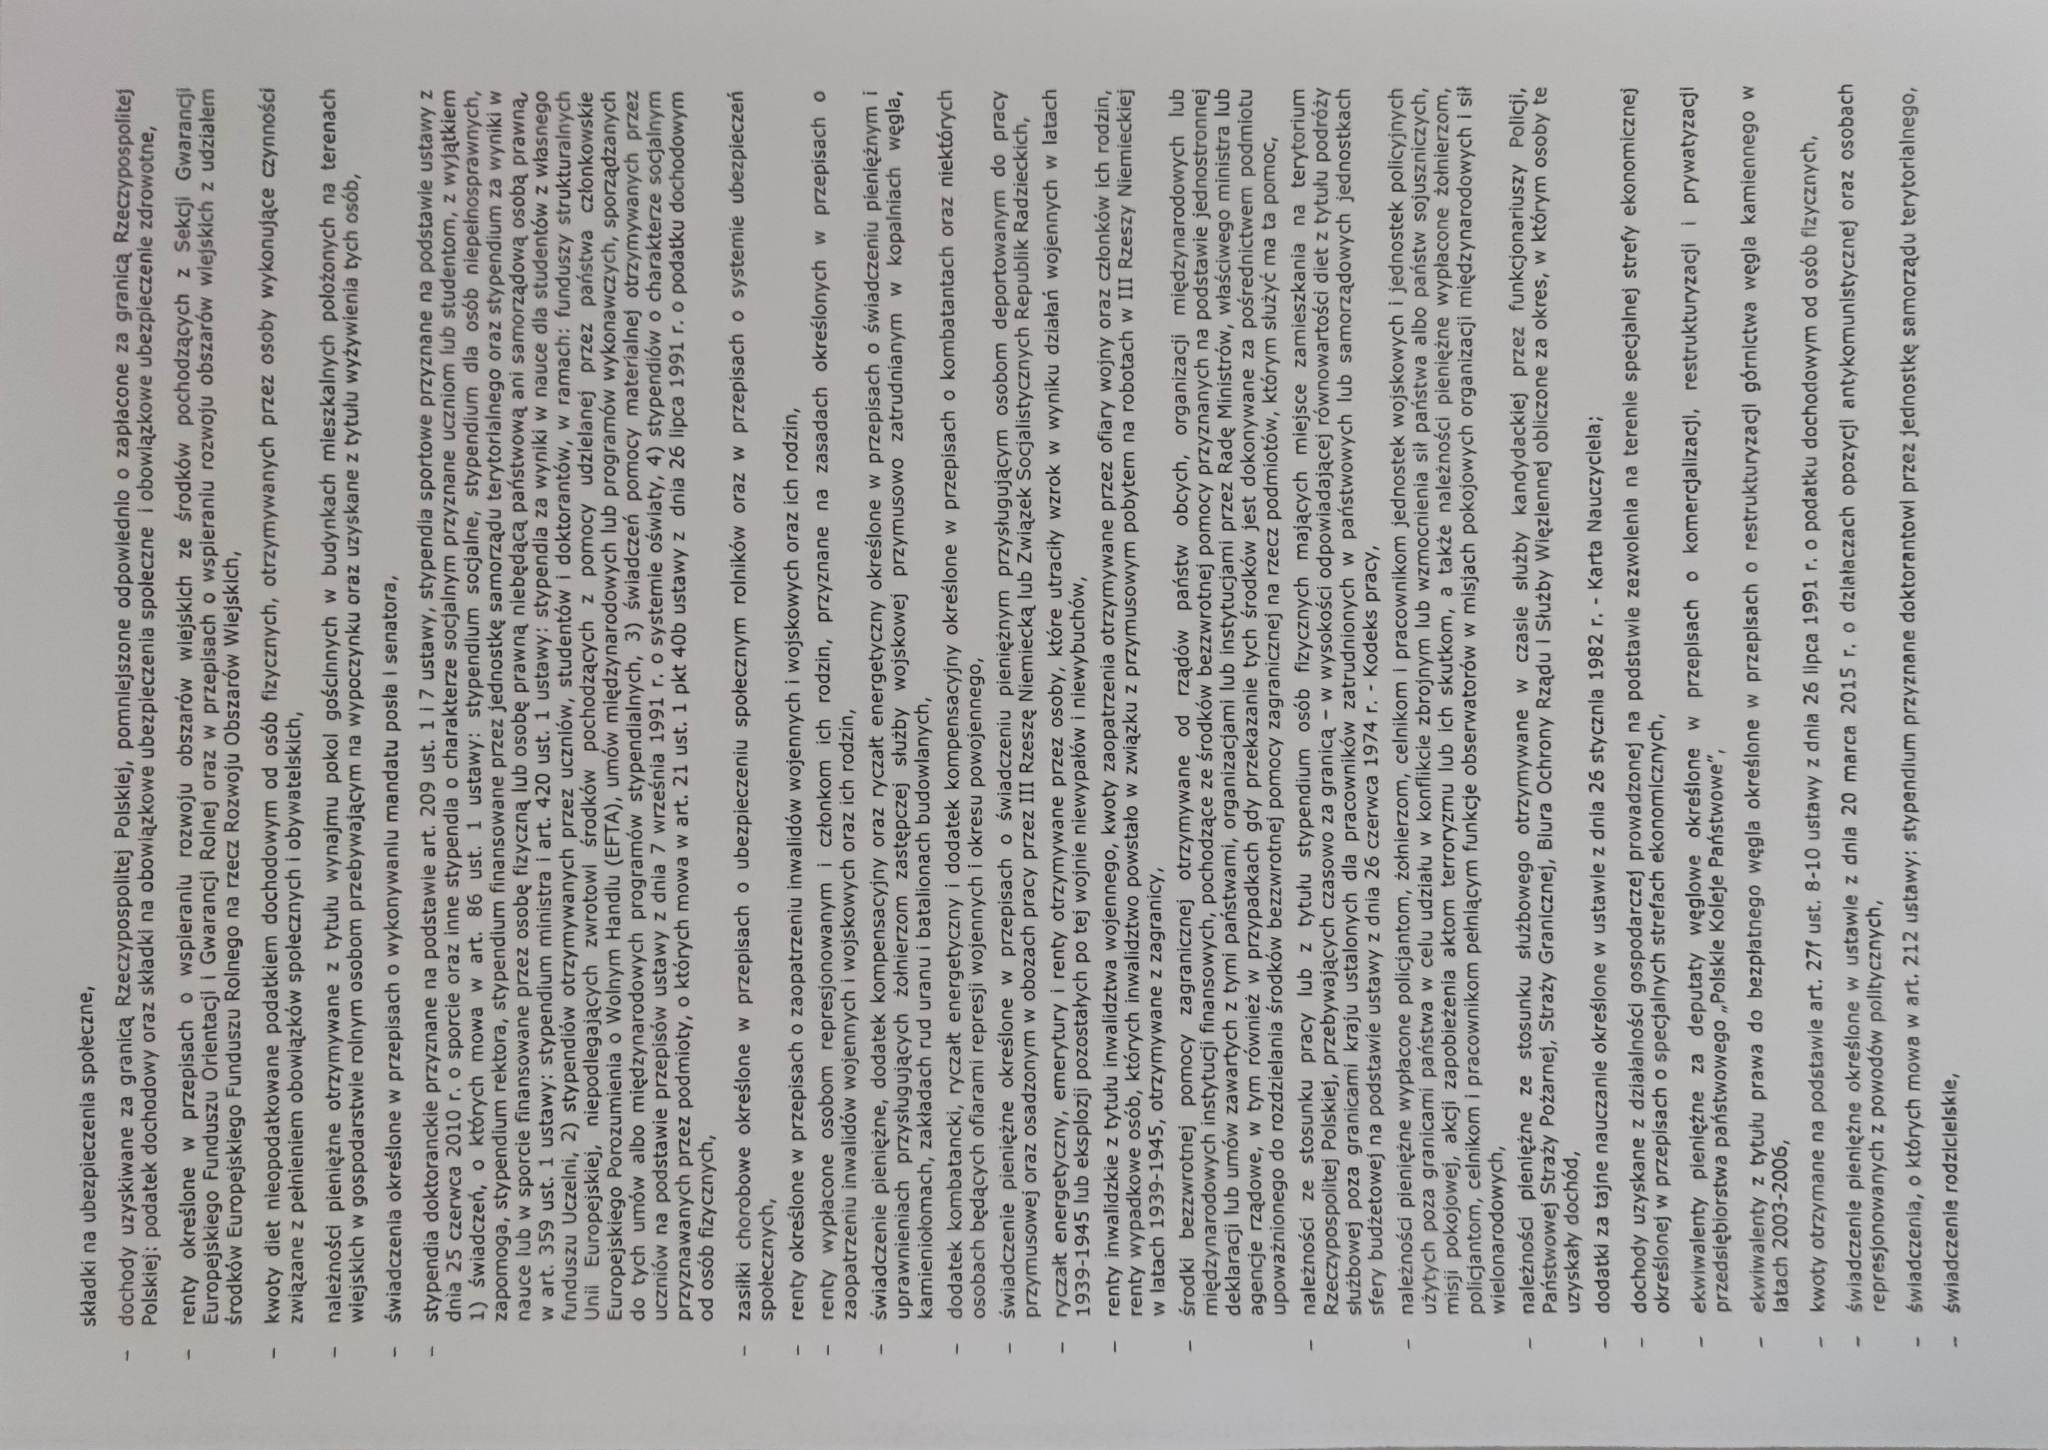 składki na ubezpieczenia społeczne,
– dochody uzyskiwane za granicą Rzeczypospolitej Polskiej, pomniejszone odpowiednio o zapłacone za granicą Rzeczypospolitej
Polskiej: podatek dochodowy oraz składki na obowiązkowe ubezpieczenia społeczne i obowiązkowe ubezpieczenie zdrowotne,
– renty określone w przepisach o wspieraniu rozwoju obszarów wiejskich ze środków pochodzących z Sekcji Gwarancji
Europejskiego Funduszu Orientacji i Gwarancji Rolnej oraz w przepisach o wspieraniu rozwoju obszarów wiejskich z udziałem
środków Europejskiego Funduszu Rolnego na rzecz Rozwoju Obszarów Wiejskich,
– kwoty diet nieopodatkowane podatkiem dochodowym od osób fizycznych, otrzymywanych przez osoby wykonujące czynności
związane z pełnieniem obowiązków społecznych i obywatelskich,
– należności pieniężne otrzymywane z tytułu wynajmu pokoi gościnnych w budynkach mieszkalnych położonych na terenach
wiejskich w gospodarstwie rolnym osobom przebywającym na wypoczynku oraz uzyskane z tytułu wyżywienia tych osób,
– świadczenia określone w przepisach o wykonywaniu mandatu posła i senatora,
– stypendia doktoranckie przyznane na podstawie art. 209 ust. 1 i 7 ustawy, stypendia sportowe przyznane na podstawie ustawy z
dnia 25 czerwca 2010 r. o sporcie oraz inne stypendia o charakterze socjalnym przyznane uczniom lub studentom, z wyjątkiem
1) świadczeń, o których mowa w art. 86 ust. 1 ustawy: stypendium socjalne, stypendium dla osób niepełnosprawnych,
zapomoga, stypendium rektora, stypendium finansowane przez jednostkę samorządu terytorialnego oraz stypendium za wyniki w
nauce lub w sporcie finansowane przez osobę fizyczną lub osobę prawną niebędącą państwową ani samorządową osobą prawną,
w art. 359 ust. 1 ustawy: stypendium ministra i art. 420 ust. 1 ustawy: stypendia za wyniki w nauce dla studentów z własnego
funduszu Uczelni, 2) stypendiów otrzymywanych przez uczniów, studentów i doktorantów, w ramach: funduszy strukturalnych
Unii Europejskiej, niepodlegających zwrotowi środków pochodzących z pomocy udzielanej przez państwa członkowskie
Europejskiego Porozumienia o Wolnym Handlu (EFTA), umów międzynarodowych lub programów wykonawczych, sporządzanych
do tych umów albo międzynarodowych programów stypendialnych, 3) świadczeń pomocy materialnej otrzymywanych przez
uczniów na podstawie przepisów ustawy z dnia 7 września 1991 r. o systemie oświaty, 4) stypendiów o charakterze socjalnym
przyznawanych przez podmioty, o których mowa w art. 21 ust. 1 pkt 40b ustawy z dnia 26 lipca 1991 r. o podatku dochodowym
od osób fizycznych,
– zasiłki chorobowe określone w przepisach o ubezpieczeniu społecznym rolników oraz w przepisach o systemie ubezpieczeń
społecznych,
– renty określone w przepisach o zaopatrzeniu inwalidów wojennych i wojskowych oraz ich rodzin,
– renty wypłacone osobom represjonowanym i członkom ich rodzin, przyznane na zasadach określonych w przepisach o
zaopatrzeniu inwalidów wojennych i wojskowych oraz ich rodzin,
– świadczenie pieniężne, dodatek kompensacyjny oraz ryczałt energetyczny określone w przepisach o świadczeniu pieniężnym i
uprawnieniach przysługujących żołnierzom zastępczej służby wojskowej przymusowo zatrudnianym w kopalniach węgla,
kamieniołomach, zakładach rud uranu i batalionach budowlanych,
– dodatek kombatancki, ryczałt energetyczny i dodatek kompensacyjny określone w przepisach o kombatantach oraz niektórych
osobach będących ofiarami represji wojennych i okresu powojennego,
– świadczenie pieniężne określone w przepisach o świadczeniu pieniężnym przysługującym osobom deportowanym do pracy
przymusowej oraz osadzonym w obozach pracy przez III Rzeszę Niemiecką lub Związek Socjalistycznych Republik Radzieckich,
– ryczałt energetyczny, emerytury i renty otrzymywane przez osoby, które utraciły wzrok w wyniku działań wojennych w latach
1939-1945 lub eksplozji pozostałych po tej wojnie niewypałów i niewybuchów,
– renty inwalidzkie z tytułu inwalidztwa wojennego, kwoty zaopatrzenia otrzymywane przez ofiary wojny oraz członków ich rodzin,
renty wypadkowe osób, których inwalidztwo powstało w związku z przymusowym pobytem na robotach w III Rzeszy Niemieckiej
w latach 1939-1945, otrzymywane z zagranicy,
– środki bezzwrotnej pomocy zagranicznej otrzymywane od rządów państw obcych, organizacji międzynarodowych lub
międzynarodowych instytucji finansowych, pochodzące ze środków bezzwrotnej pomocy przyznanych na podstawie jednostronnej
deklaracji lub umów zawartych z tymi państwami, organizacjami lub instytucjami przez Radę Ministrów, właściwego ministra lub
agencje rządowe, w tym również w przypadkach gdy przekazanie tych środków jest dokonywane za pośrednictwem podmiotu
upoważnionego do rozdzielania środków bezzwrotnej pomocy zagranicznej na rzecz podmiotów, którym służyć ma ta pomoc,
– należności ze stosunku pracy lub z tytułu stypendium osób fizycznych mających miejsce zamieszkania na terytorium
Rzeczypospolitej Polskiej, przebywających czasowo za granicą – w wysokości odpowiadającej równowartości diet z tytułu podróży
służbowej poza granicami kraju ustalonych dla pracowników zatrudnionych w państwowych lub samorządowych jednostkach
sfery budżetowej na podstawie ustawy z dnia 26 czerwca 1974 r. - Kodeks pracy,
– należności pieniężne wypłacone policjantom, żołnierzom, celnikom i pracownikom jednostek wojskowych i jednostek policyjnych
użytych poza granicami państwa w celu udziału w konflikcie zbrojnym lub wzmocnienia sił państwa albo państw sojuszniczych,
misji pokojowej, akcji zapobieżenia aktom terroryzmu lub ich skutkom, a także należności pieniężne wypłacone żołnierzom,
policjantom, celnikom i pracownikom pełniącym funkcje obserwatorów w misjach pokojowych organizacji międzynarodowych i sił
wielonarodowych,
– należności pieniężne ze stosunku służbowego otrzymywane w czasie służby kandydackiej przez funkcjonariuszy Policji,
Państwowej Straży Pożarnej, Straży Granicznej, Biura Ochrony Rządu i Służby Więziennej obliczone za okres, w którym osoby te
uzyskały dochód,
– dodatki za tajne nauczanie określone w ustawie z dnia 26 stycznia 1982 r. - Karta Nauczyciela;
– dochody uzyskane z działalności gospodarczej prowadzonej na podstawie zezwolenia na terenie specjalnej strefy ekonomicznej
określonej w przepisach o specjalnych strefach ekonomicznych,
– ekwiwalenty pieniężne za deputaty węglowe określone w przepisach o komercjalizacji, restrukturyzacji i prywatyzacji
przedsiębiorstwa państwowego „Polskie Koleje Państwowe”,
– ekwiwalenty z tytułu prawa do bezpłatnego węgla określone w przepisach o restrukturyzacji górnictwa węgla kamiennego w
latach 2003-2006,
– kwoty otrzymane na podstawie art. 27f ust. 8-10 ustawy z dnia 26 lipca 1991 r. o podatku dochodowym od osób fizycznych,
– świadczenie pieniężne określone w ustawie z dnia 20 marca 2015 r. o działaczach opozycji antykomunistycznej oraz osobach
represjonowanych z powodów politycznych,
– świadczenia, o których mowa w art. 212 ustawy: stypendium przyznane doktorantowi przez jednostkę samorządu terytorialnego,
– świadczenie rodzicielskie,